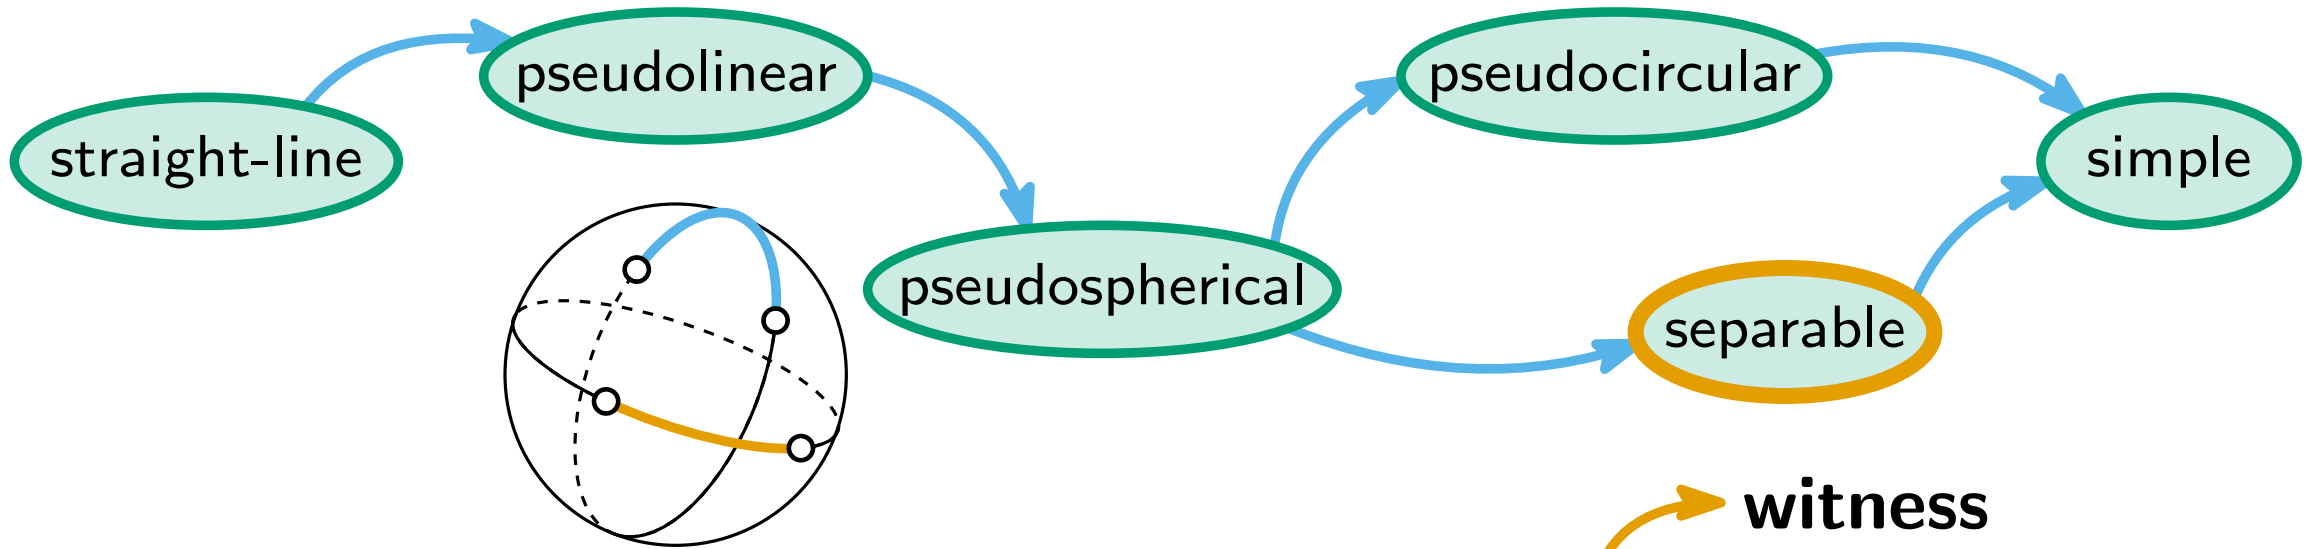 straight-line
pseudolinear
pseudospherical
pseudocircular
separable
simple
witness